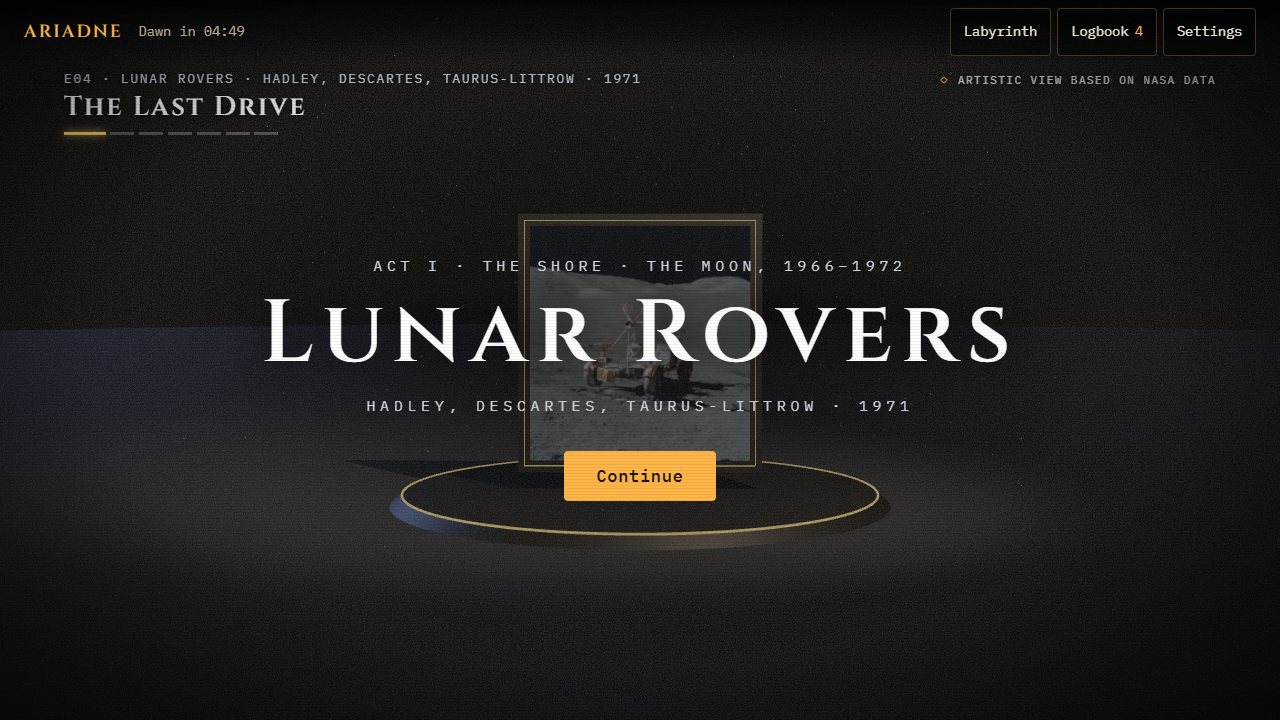 ARIADNE Dawn in 04:49 Labyrinth Logbook 4 Settings
E04 · LUNAR ROVERS · HADLEY, DESCARTES, TAURUS-LITTROW · 1971
◇ ARTISTIC VIEW BASED ON NASA DATA
The Last Drive
ACT I · THE SHORE · THE MOON, 1966–1972
Lunar Rovers
HADLEY, DESCARTES, TAURUS-LITTROW · 1971
Continue